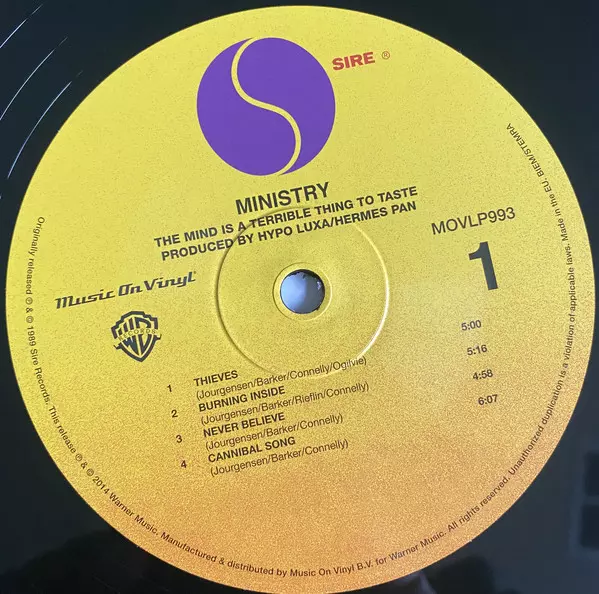 SIRE ®
MINISTRY
THE MIND IS A TERRIBLE THING TO TASTE
PRODUCED BY HYPO LUXA/HERMES PAN
MOVLP993
1
Music On Vinyl®
WB
RECORDS
1 THIEVES 5:00
(Jourgensen/Barker/Connelly/Ogilvie)
2 BURNING INSIDE 5:16
(Jourgensen/Barker/Rieflin/Connelly)
3 NEVER BELIEVE 4:58
(Jourgensen/Barker/Connelly)
4 CANNIBAL SONG 6:07
(Jourgensen/Barker/Connelly)
Originally released ℗ & © 1989 Sire Records. This release ℗ & © 2014 Warner Music. Manufactured & distributed by Music On Vinyl B.V. for Warner Music. All rights reserved. Unauthorized duplication is a violation of applicable laws. Made in the EU. BIEM/STEMRA